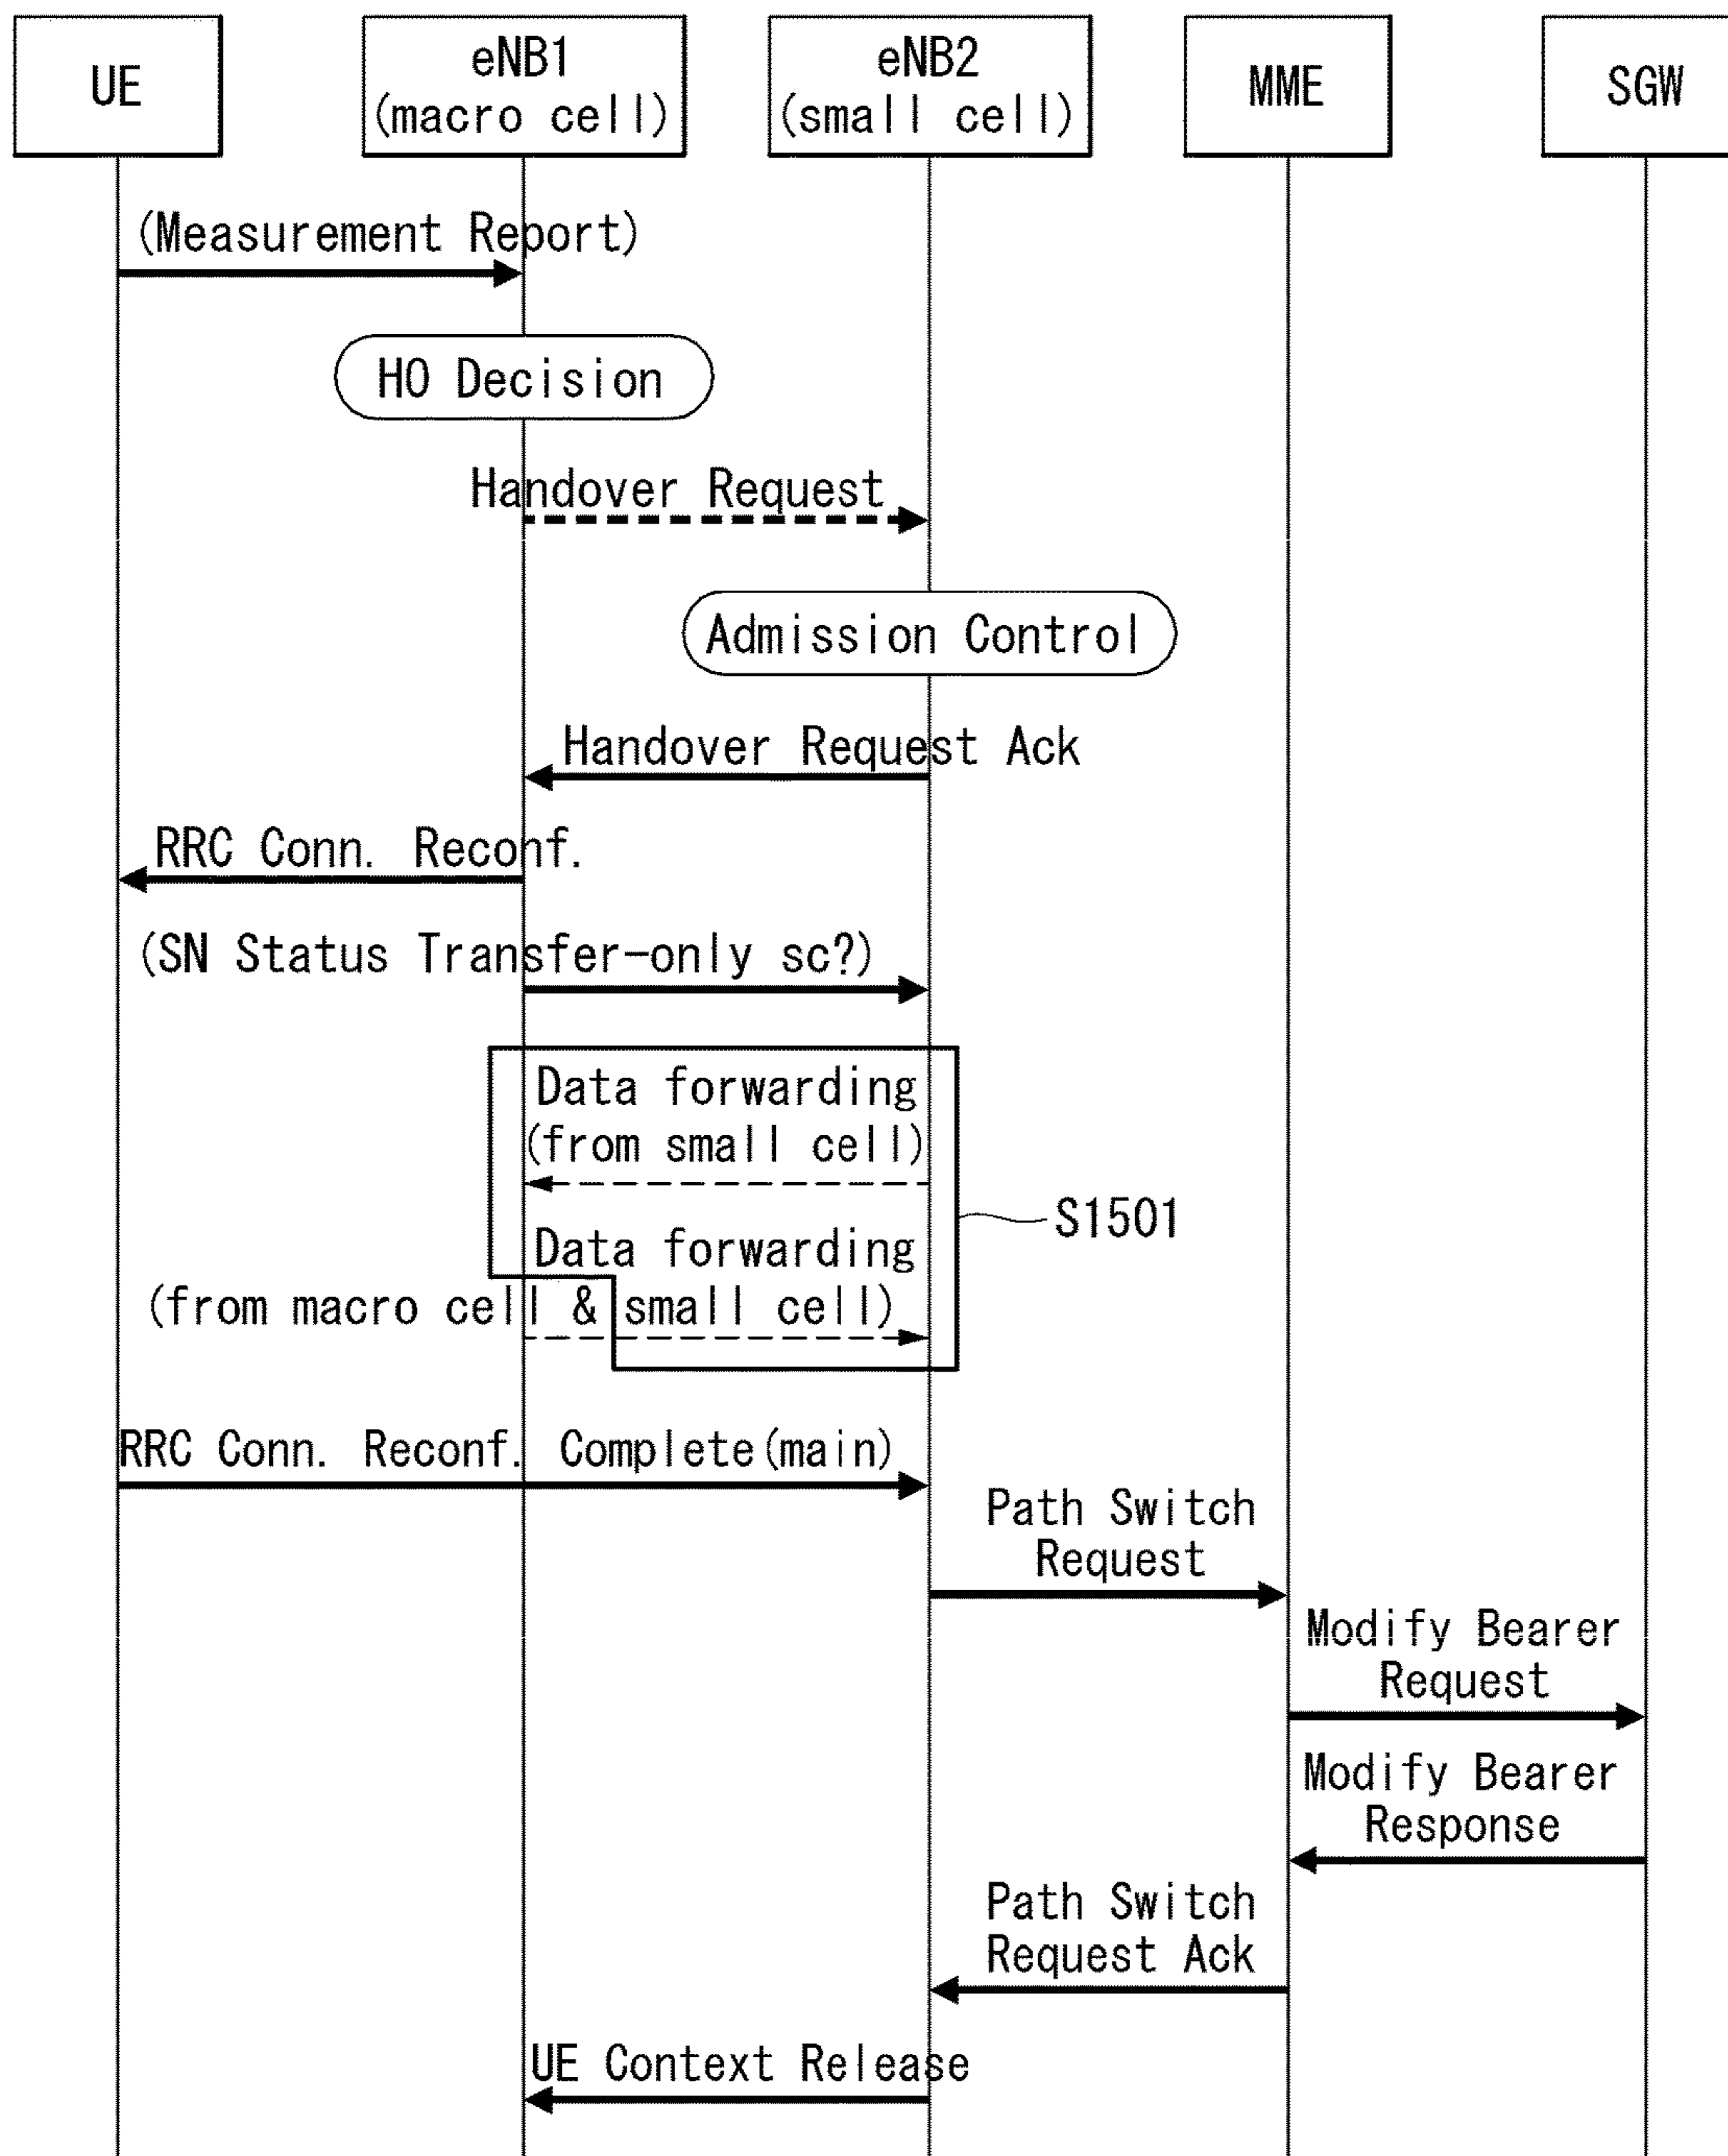 UE
eNB1
(macro cell)
eNB2
(small cell)
MME
SGW
(Measurement Report)
HO Decision
Handover Request
Admission Control
Handover Request Ack
RRC Conn. Reconf.
(SN Status Transfer-only sc?)
Data forwarding
(from small cell)
S1501
Data forwarding
(from macro cell & small cell)
RRC Conn. Reconf. Complete(main)
Path Switch
Request
Modify Bearer
Request
Modify Bearer
Response
Path Switch
Request Ack
UE Context Release